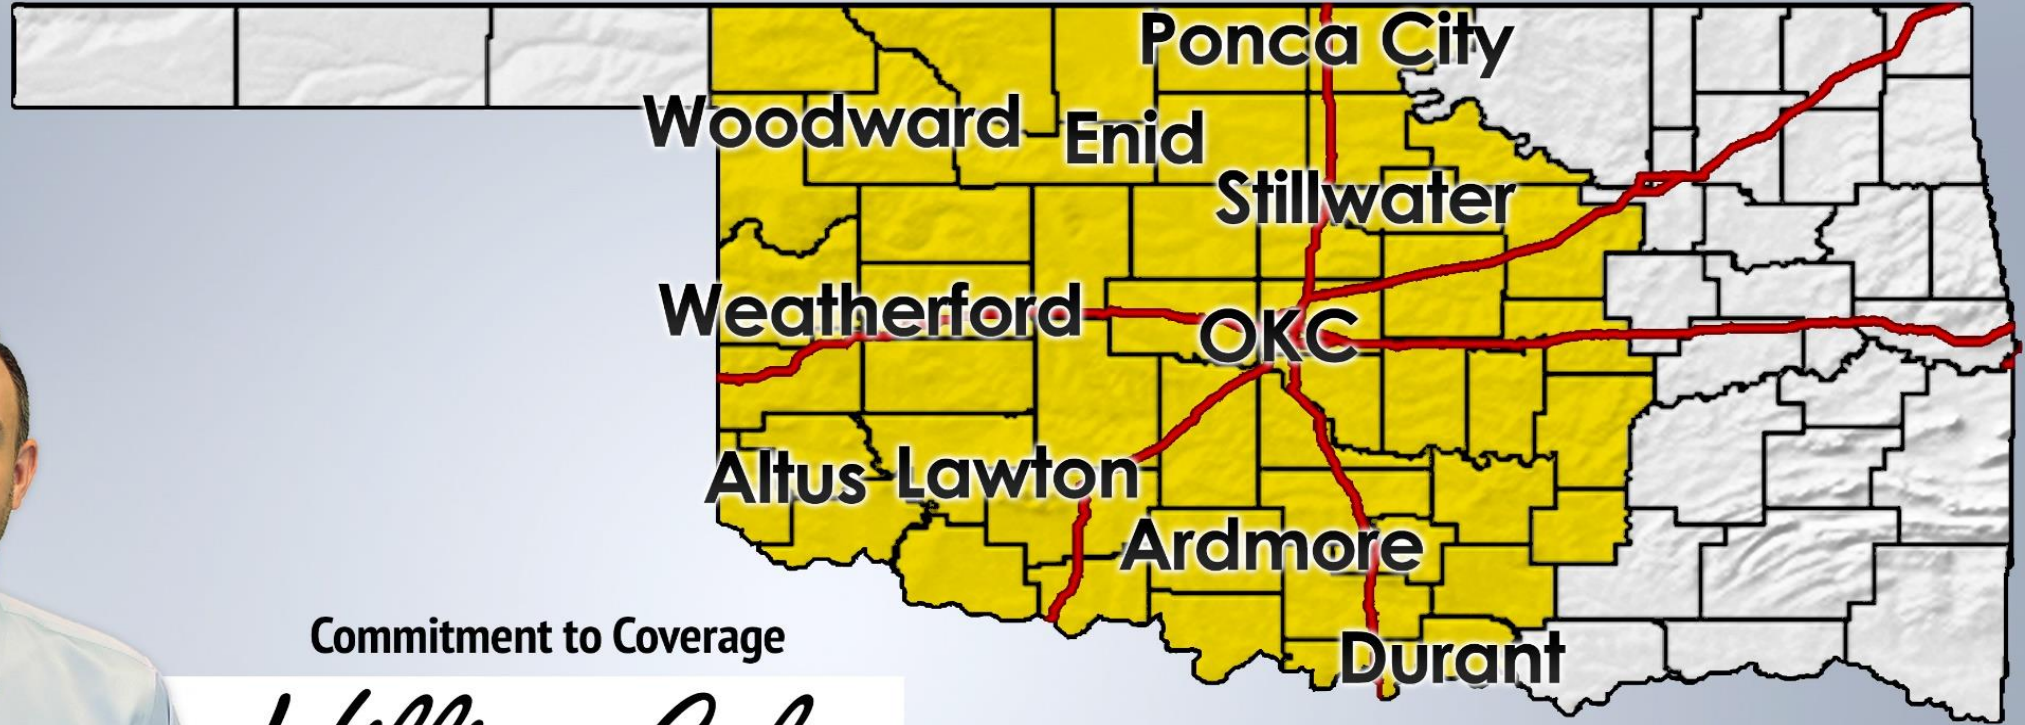 Ponca City
Woodward
Enid
Stillwater
Weatherford
OKC
Altus
Lawton
Ardmore
Durant
Commitment to Coverage